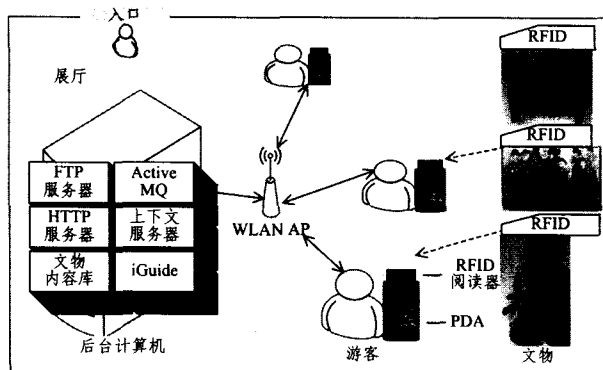 入口
展厅
RFID
RFID
RFID
FTP
服务器
Active
MQ
HTTP
服务器
上下文
服务器
文物
内容库
iGuide
后台计算机
WLAN AP
RFID
阅读器
PDA
游客
文物